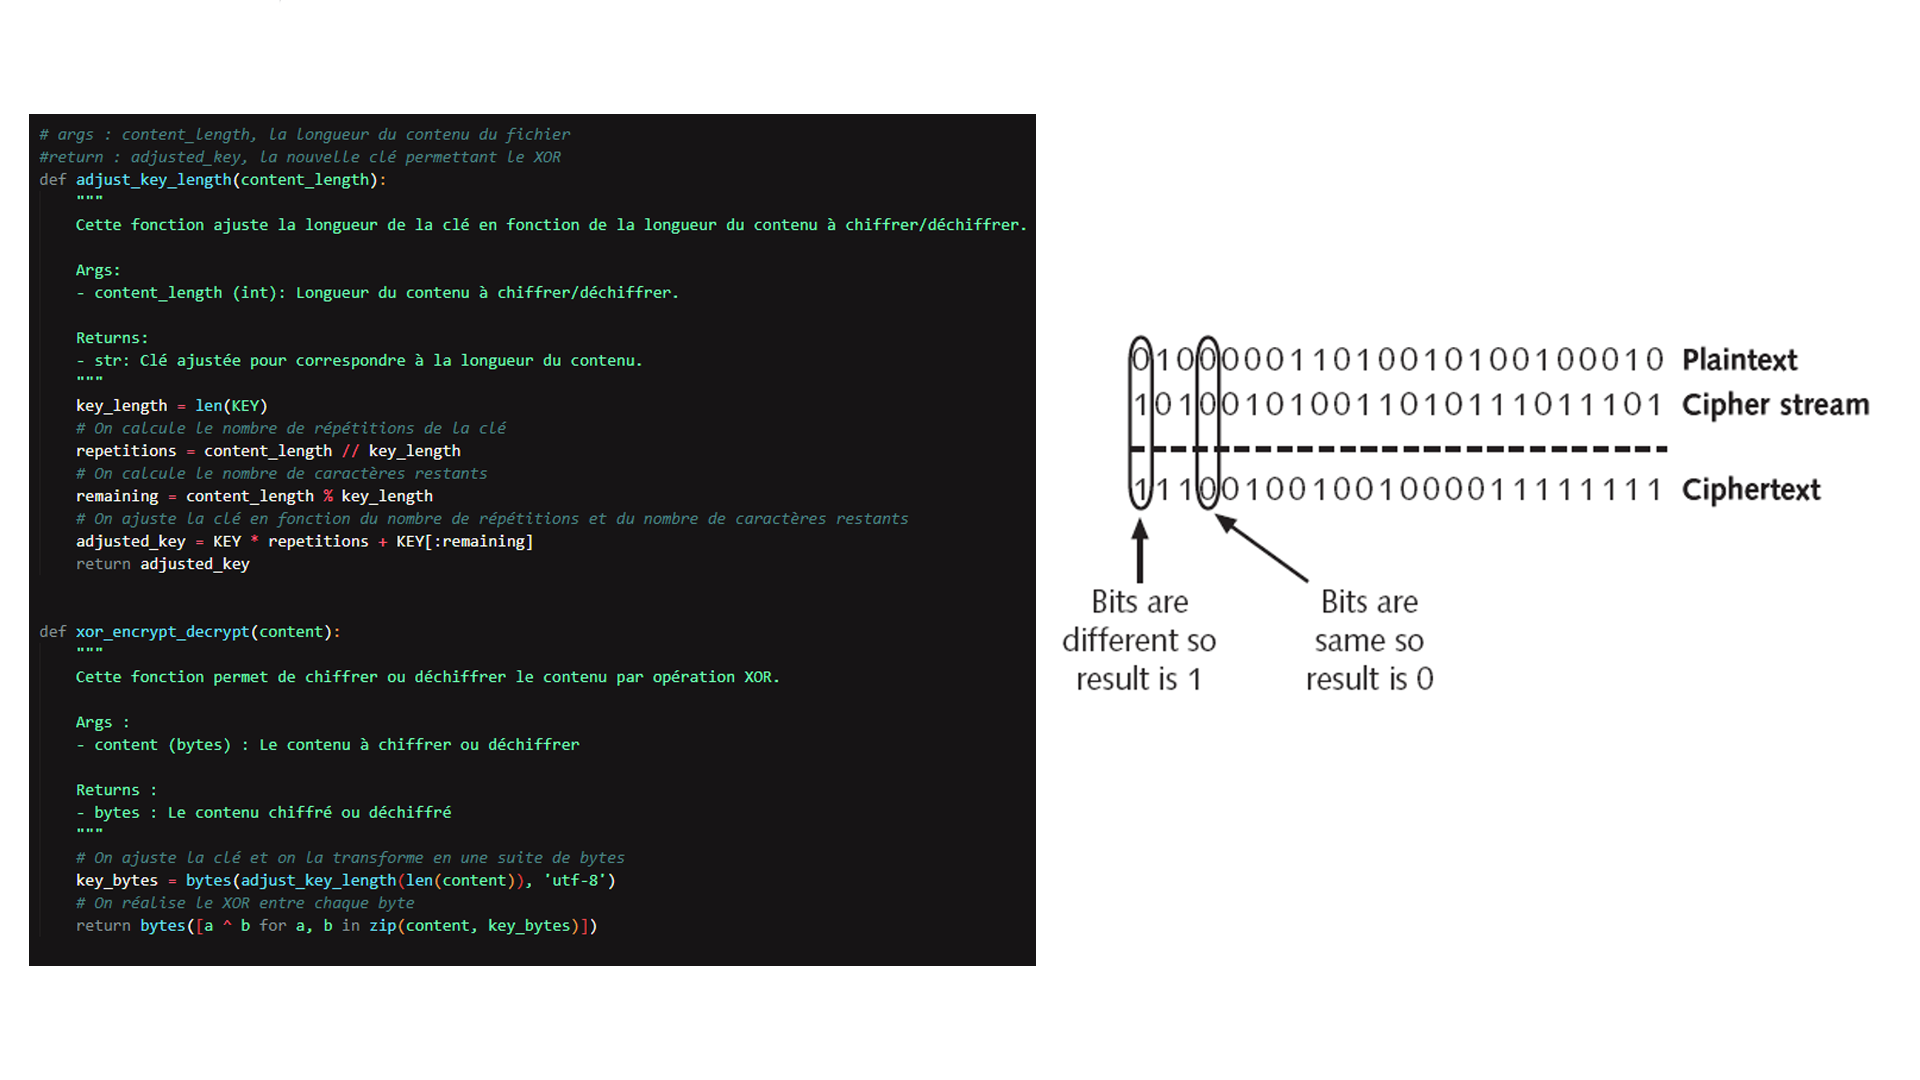 # args : content_length, la longueur du contenu du fichier
#return : adjusted_key, la nouvelle clé permettant le XOR
def adjust_key_length(content_length):
"""
Cette fonction ajuste la longueur de la clé en fonction de la longueur du contenu à chiffrer/déchiffrer.
Args:
- content_length (int): Longueur du contenu à chiffrer/déchiffrer.
Returns:
- str: Clé ajustée pour correspondre à la longueur du contenu.
"""
key_length = len(KEY)
# On calcule le nombre de répétitions de la clé
repetitions = content_length // key_length
# On calcule le nombre de caractères restants
remaining = content_length % key_length
# On ajuste la clé en fonction du nombre de répétitions et du nombre de caractères restants
adjusted_key = KEY * repetitions + KEY[:remaining]
return adjusted_key
def xor_encrypt_decrypt(content):
"""
Cette fonction permet de chiffrer ou déchiffrer le contenu par opération XOR.
Args :
- content (bytes) : Le contenu à chiffrer ou déchiffrer
Returns :
- bytes : Le contenu chiffré ou déchiffré
"""
# On ajuste la clé et on la transforme en une suite de bytes
key_bytes = bytes(adjust_key_length(len(content)), 'utf-8')
# On réalise le XOR entre chaque byte
return bytes([a ^ b for a, b in zip(content, key_bytes)])
010000011010010100100010 Plaintext
101001010011010111011101 Cipher stream
111001001001000011111111 Ciphertext
Bits are
different so
result is 1
Bits are
same so
result is 0